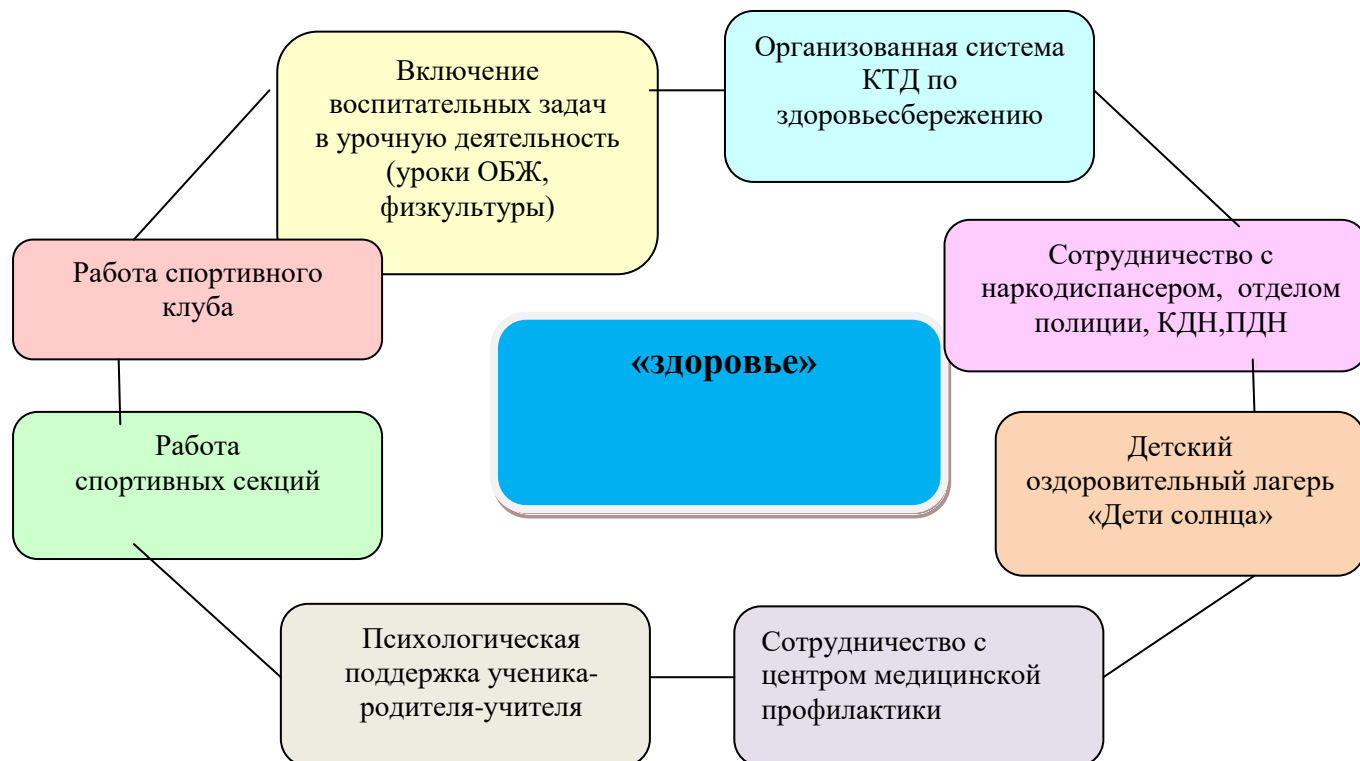 Включение
воспитательных задач
в урочную деятельность
(уроки ОБЖ,
физкультуры)
Организованная система
КТД по
здоровьесбережению
Работа спортивного
клуба
Сотрудничество с
наркодиспансером, отделом
полиции, КДН,ПДН
«здоровье»
Работа
спортивных секций
Детский
оздоровительный лагерь
«Дети солнца»
Психологическая
поддержка ученика-
родителя-учителя
Сотрудничество с
центром медицинской
профилактики